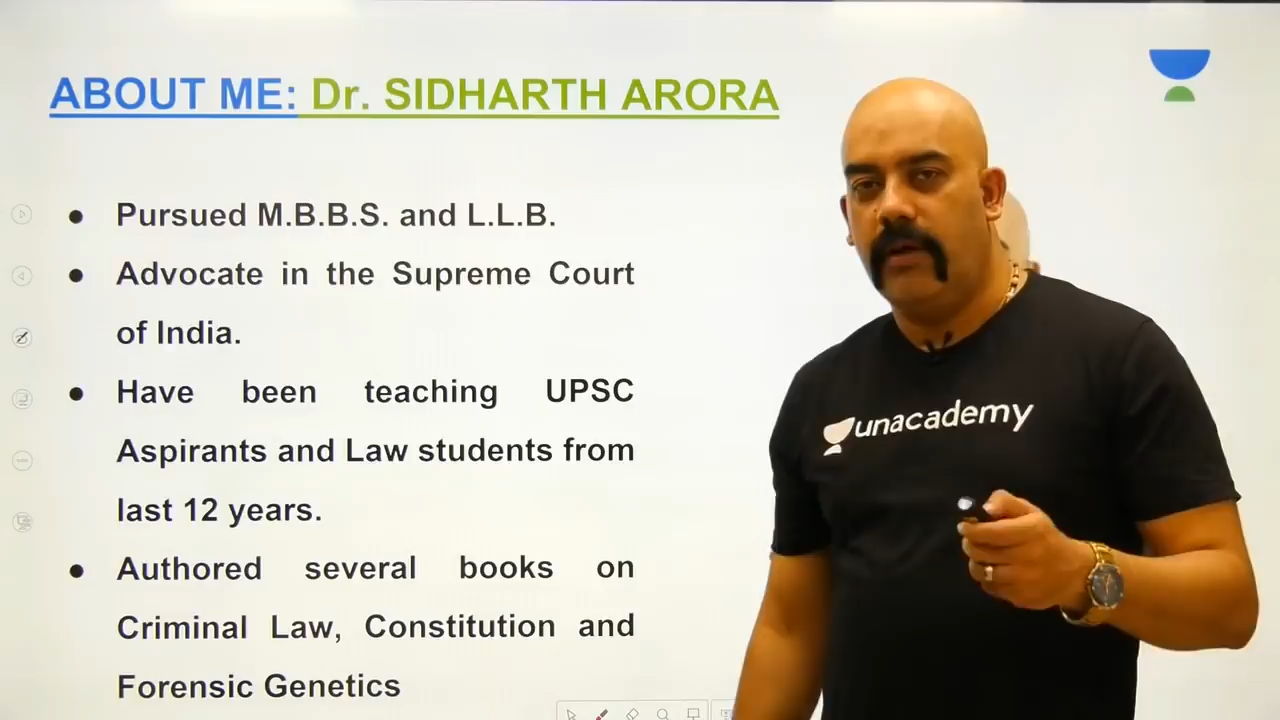 ABOUT ME: Dr. SIDHARTH ARORA
● Pursued M.B.B.S. and L.L.B.
● Advocate in the Supreme Court
of India.
● Have been teaching UPSC
Aspirants and Law students from
last 12 years.
● Authored several books on
Criminal Law, Constitution and
Forensic Genetics
unacademy